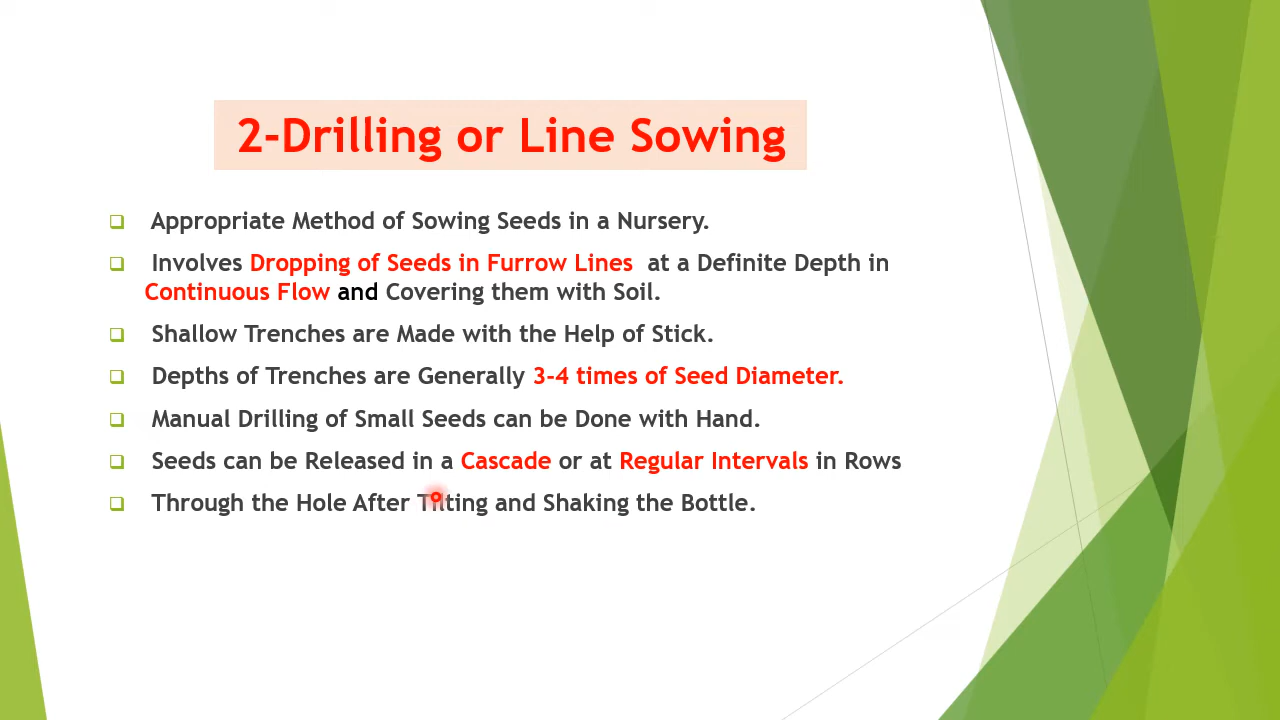 2-Drilling or Line Sowing
Appropriate Method of Sowing Seeds in a Nursery.
Involves Dropping of Seeds in Furrow Lines at a Definite Depth in
Continuous Flow and Covering them with Soil.
Shallow Trenches are Made with the Help of Stick.
Depths of Trenches are Generally 3-4 times of Seed Diameter.
Manual Drilling of Small Seeds can be Done with Hand.
Seeds can be Released in a Cascade or at Regular Intervals in Rows
Through the Hole After Tilting and Shaking the Bottle.